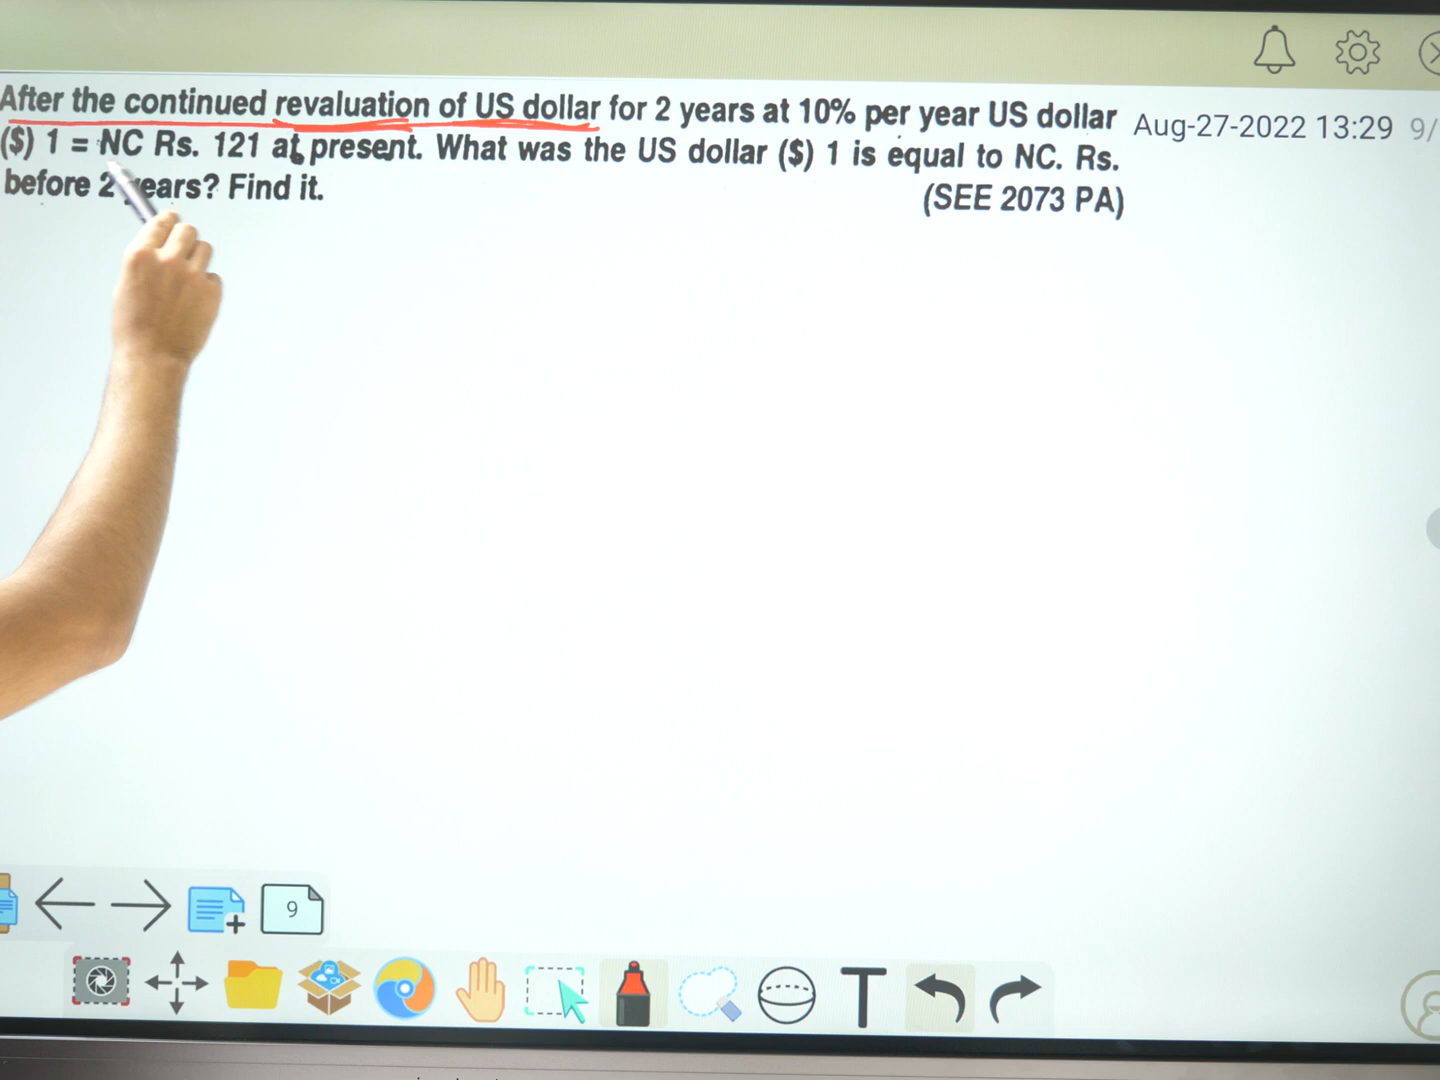 After the continued revaluation of US dollar for 2 years at 10% per year US dollar
($) 1 = NC Rs. 121 at present. What was the US dollar ($) 1 is equal to NC. Rs.
before 2 years? Find it.
(SEE 2073 PA)
Aug-27-2022 13:29 9/
9
T